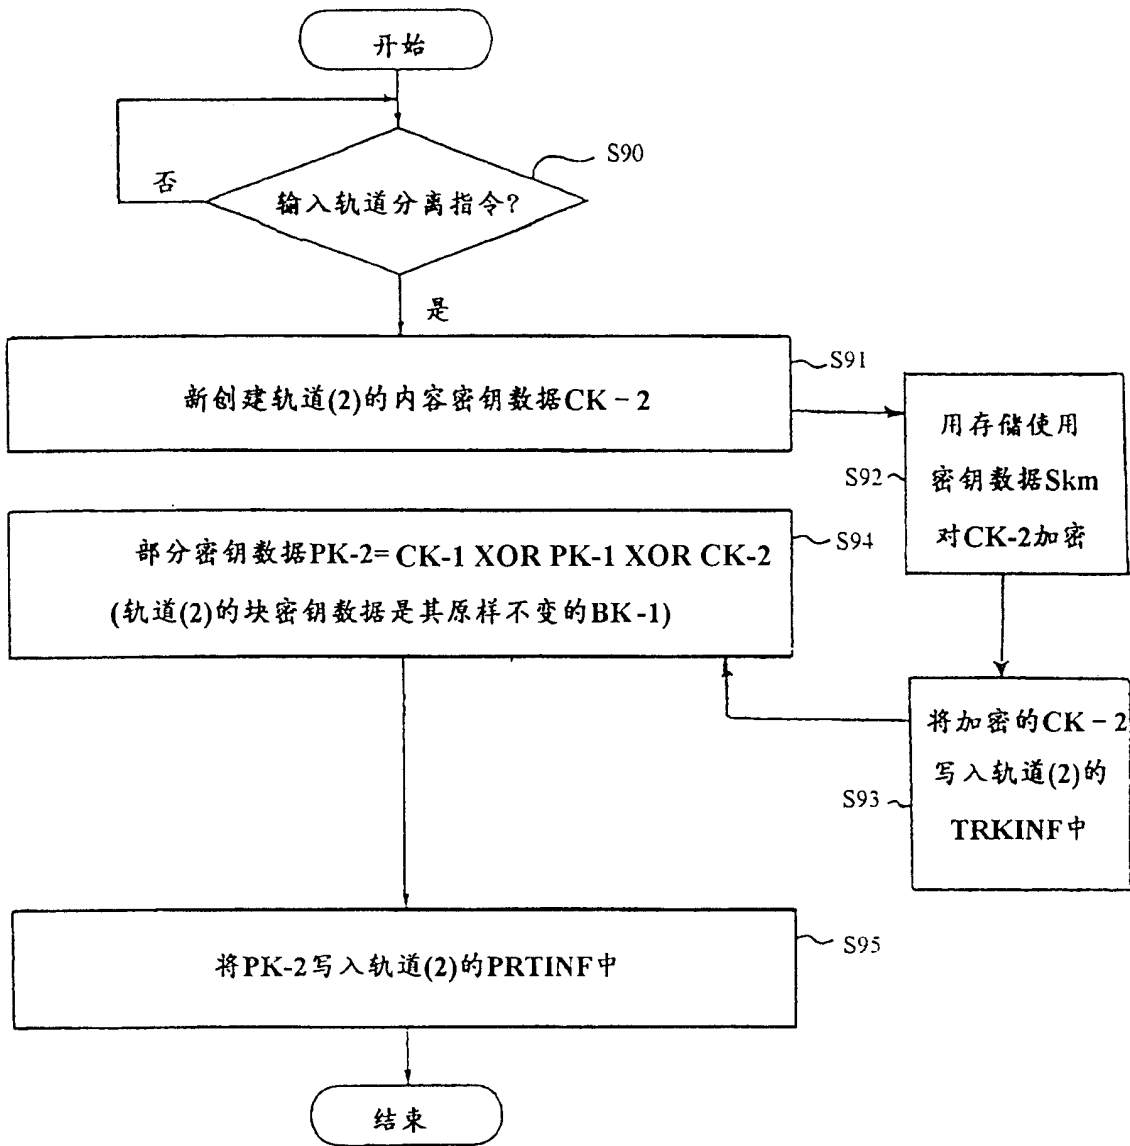 开始
否
S90
输入轨道分离指令?
是
S91
新创建轨道(2)的内容密钥数据CK－2
用存储使用
密钥数据Skm
对CK-2加密
S92
S94
部分密钥数据PK-2= CK-1 XOR PK-1 XOR CK-2
(轨道(2)的块密钥数据是其原样不变的BK-1)
将加密的CK－2
写入轨道(2)的
TRKINF中
S93
S95
将PK-2写入轨道(2)的PRTINF中
结束